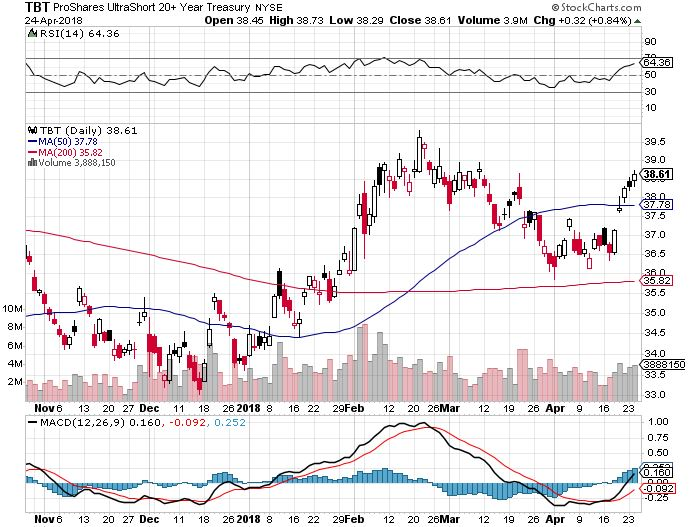 TBT ProShares UltraShort 20+ Year Treasury NYSE © StockCharts.com
24-Apr-2018 Open 38.45 High 38.73 Low 38.29 Close 38.61 Volume 3.9M Chg +0.32 (+0.84%)
RSI(14) 64.36
90
70
64.36
50
30
10
TBT (Daily) 38.61
MA(50) 37.78
MA(200) 35.82
Volume 3,888,150
39.5
39.0
38.61
37.78
37.5
37.0
36.5
36.0
35.82
35.5
35.0
34.5
34.0
3888150
33.5
33.0
10M
8M
6M
4M
2M
Nov 6 13 20 27 Dec 11 18 26 2018 8 16 22 29 Feb 12 20 26 Mar 12 19 26 Apr 9 16 23
MACD(12,26,9) 0.160, -0.092, 0.252
1.00
0.75
0.50
0.160
-0.092
Nov 6 13 20 27 Dec 11 18 26 2018 8 16 22 29 Feb 12 20 26 Mar 12 19 26 Apr 9 16 23